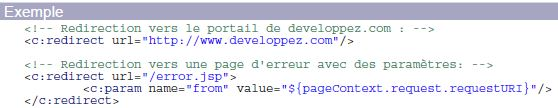 Exemple
<!-- Redirection vers le portail de developpez.com : -->
<c:redirect url="http://www.developpez.com"/>
<!-- Redirection vers une page d'erreur avec des paramètres: -->
<c:redirect url="/error.jsp">
<c:param name="from" value="${pageContext.request.requestURI}"/>
</c:redirect>